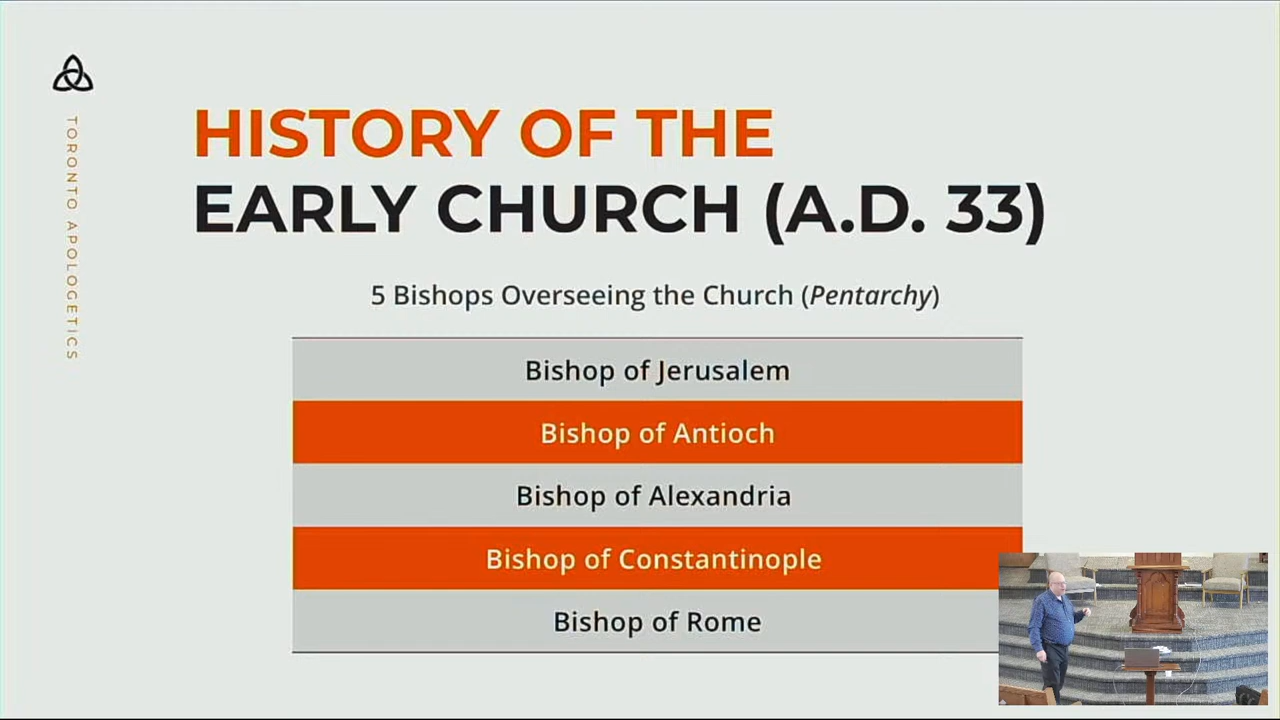 TORONTO APOLOGETICS
HISTORY OF THE
EARLY CHURCH (A.D. 33)
5 Bishops Overseeing the Church (Pentarchy)
Bishop of Jerusalem
Bishop of Antioch
Bishop of Alexandria
Bishop of Constantinople
Bishop of Rome